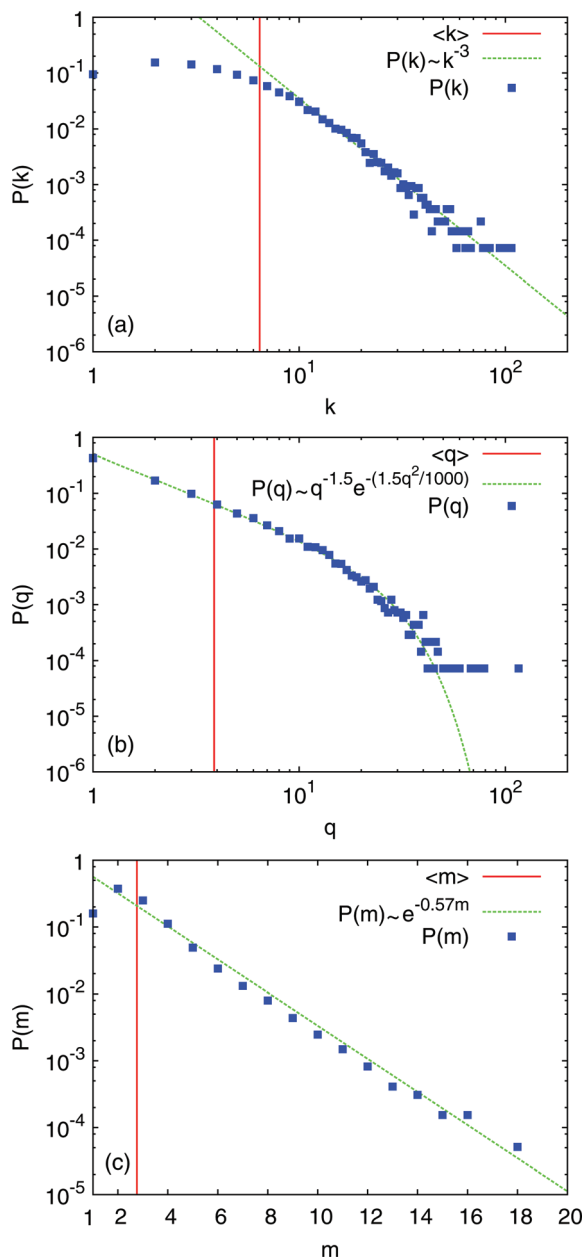 1
10^-1
10^-2
10^-3
10^-4
10^-5
10^-6
P(k)
<k>
P(k)~k^-3
P(k)
(a)
1 10^1 10^2
k
1
10^-1
10^-2
10^-3
10^-4
10^-5
10^-6
P(q)
<q>
P(q)~q^-1.5e^-(1.5q^2/1000)
P(q)
(b)
1 10^1 10^2
q
1
10^-1
10^-2
10^-3
10^-4
10^-5
P(m)
<m>
P(m)~e^-0.57m
P(m)
(c)
1 2 4 6 8 10 12 14 16 18 20
m